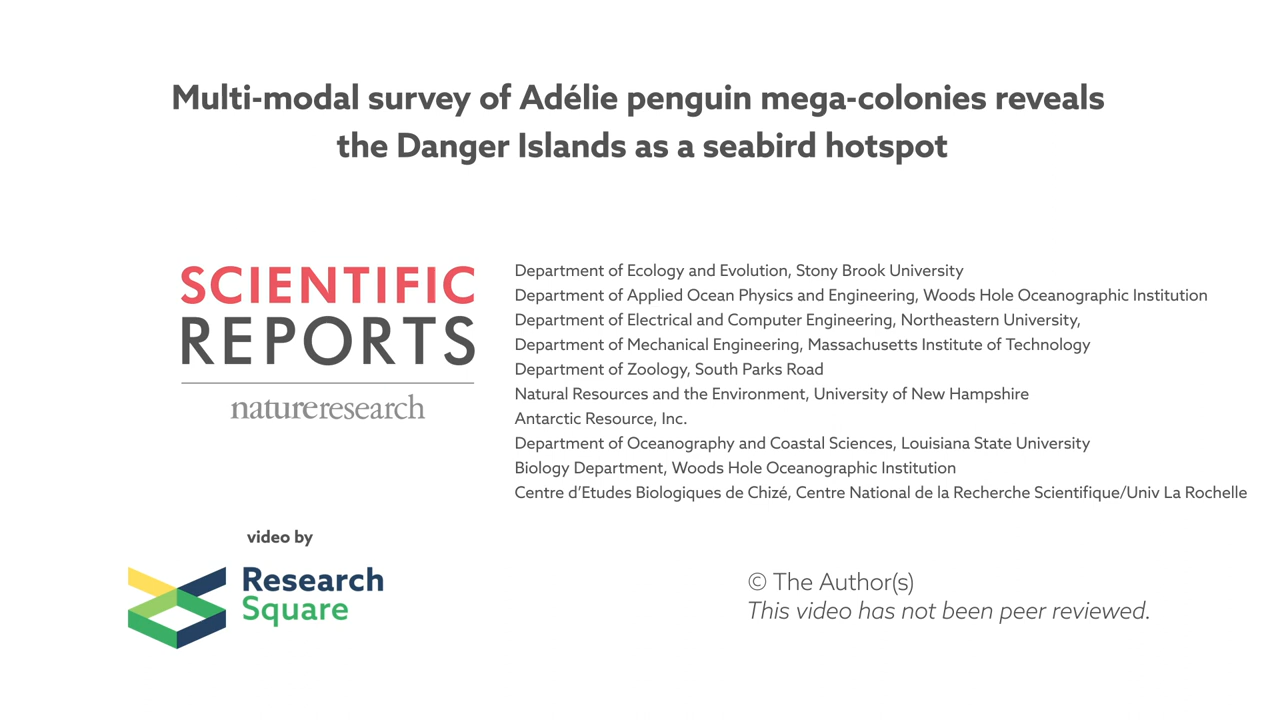 Multi-modal survey of Adélie penguin mega-colonies reveals
the Danger Islands as a seabird hotspot
SCIENTIFIC
REPORTS
natureresearch
Department of Ecology and Evolution, Stony Brook University
Department of Applied Ocean Physics and Engineering, Woods Hole Oceanographic Institution
Department of Electrical and Computer Engineering, Northeastern University,
Department of Mechanical Engineering, Massachusetts Institute of Technology
Department of Zoology, South Parks Road
Natural Resources and the Environment, University of New Hampshire
Antarctic Resource, Inc.
Department of Oceanography and Coastal Sciences, Louisiana State University
Biology Department, Woods Hole Oceanographic Institution
Centre d’Etudes Biologiques de Chizé, Centre National de la Recherche Scientifique/Univ La Rochelle
video by
Research
Square
© The Author(s)
This video has not been peer reviewed.